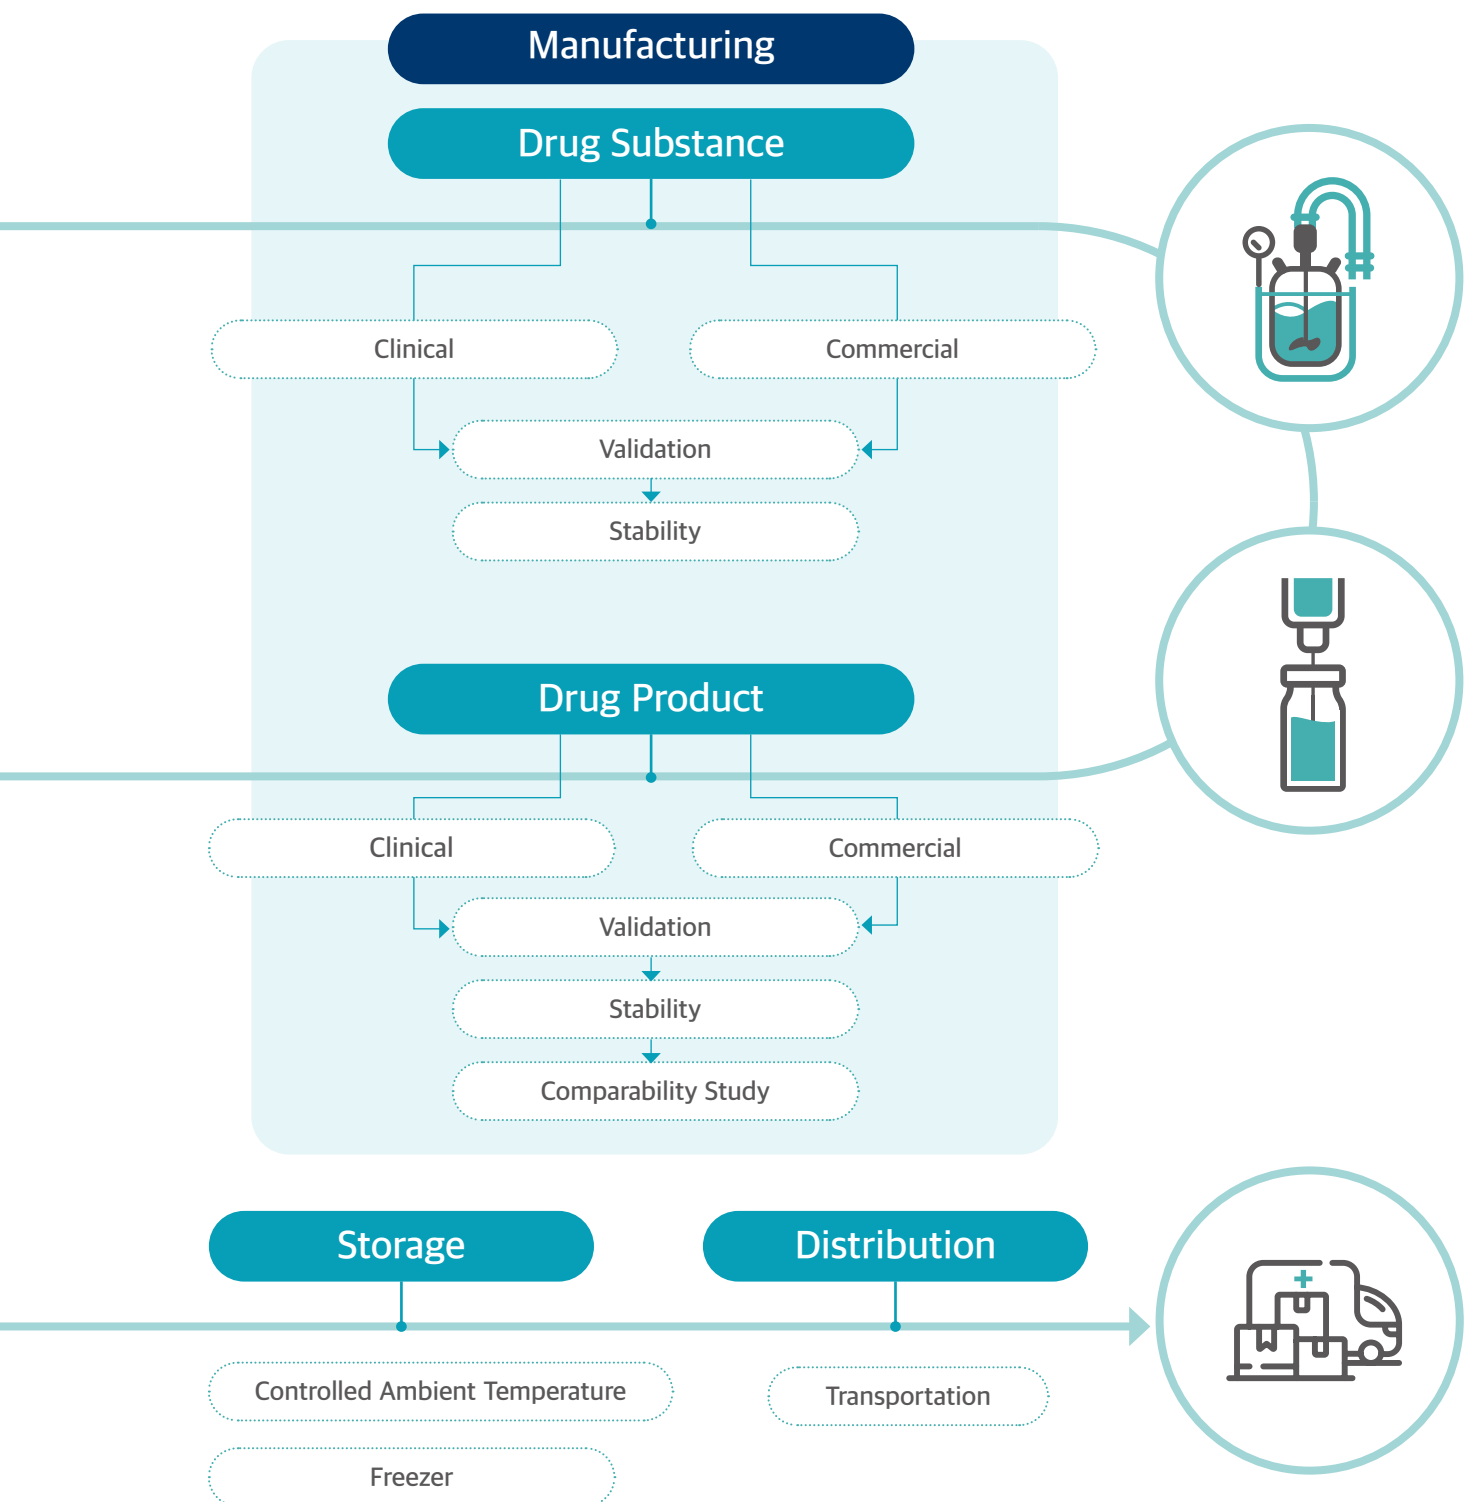 Manufacturing
Drug Substance
Clinical
Commercial
Validation
Stability
Drug Product
Clinical
Commercial
Validation
Stability
Comparability Study
Storage
Distribution
Controlled Ambient Temperature
Transportation
Freezer